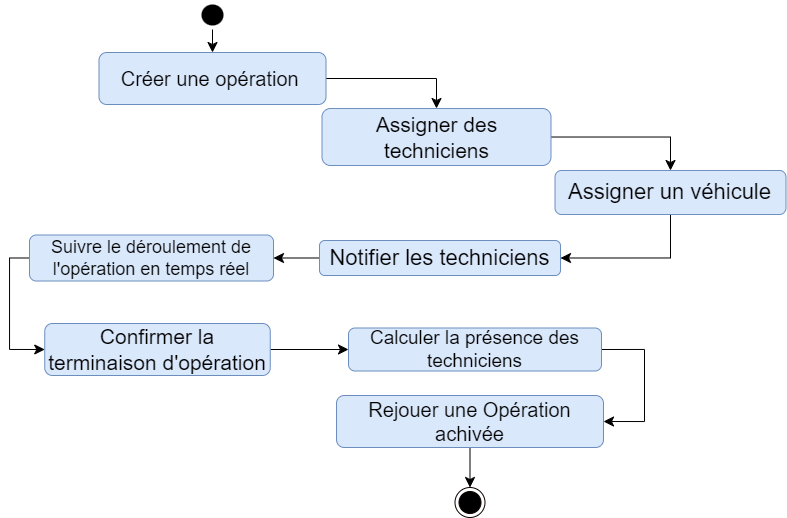 Créer une opération
Assigner des
techniciens
Assigner un véhicule
Notifier les techniciens
Suivre le déroulement de
l'opération en temps réel
Confirmer la
terminaison d'opération
Calculer la présence des
techniciens
Rejouer une Opération
achivée